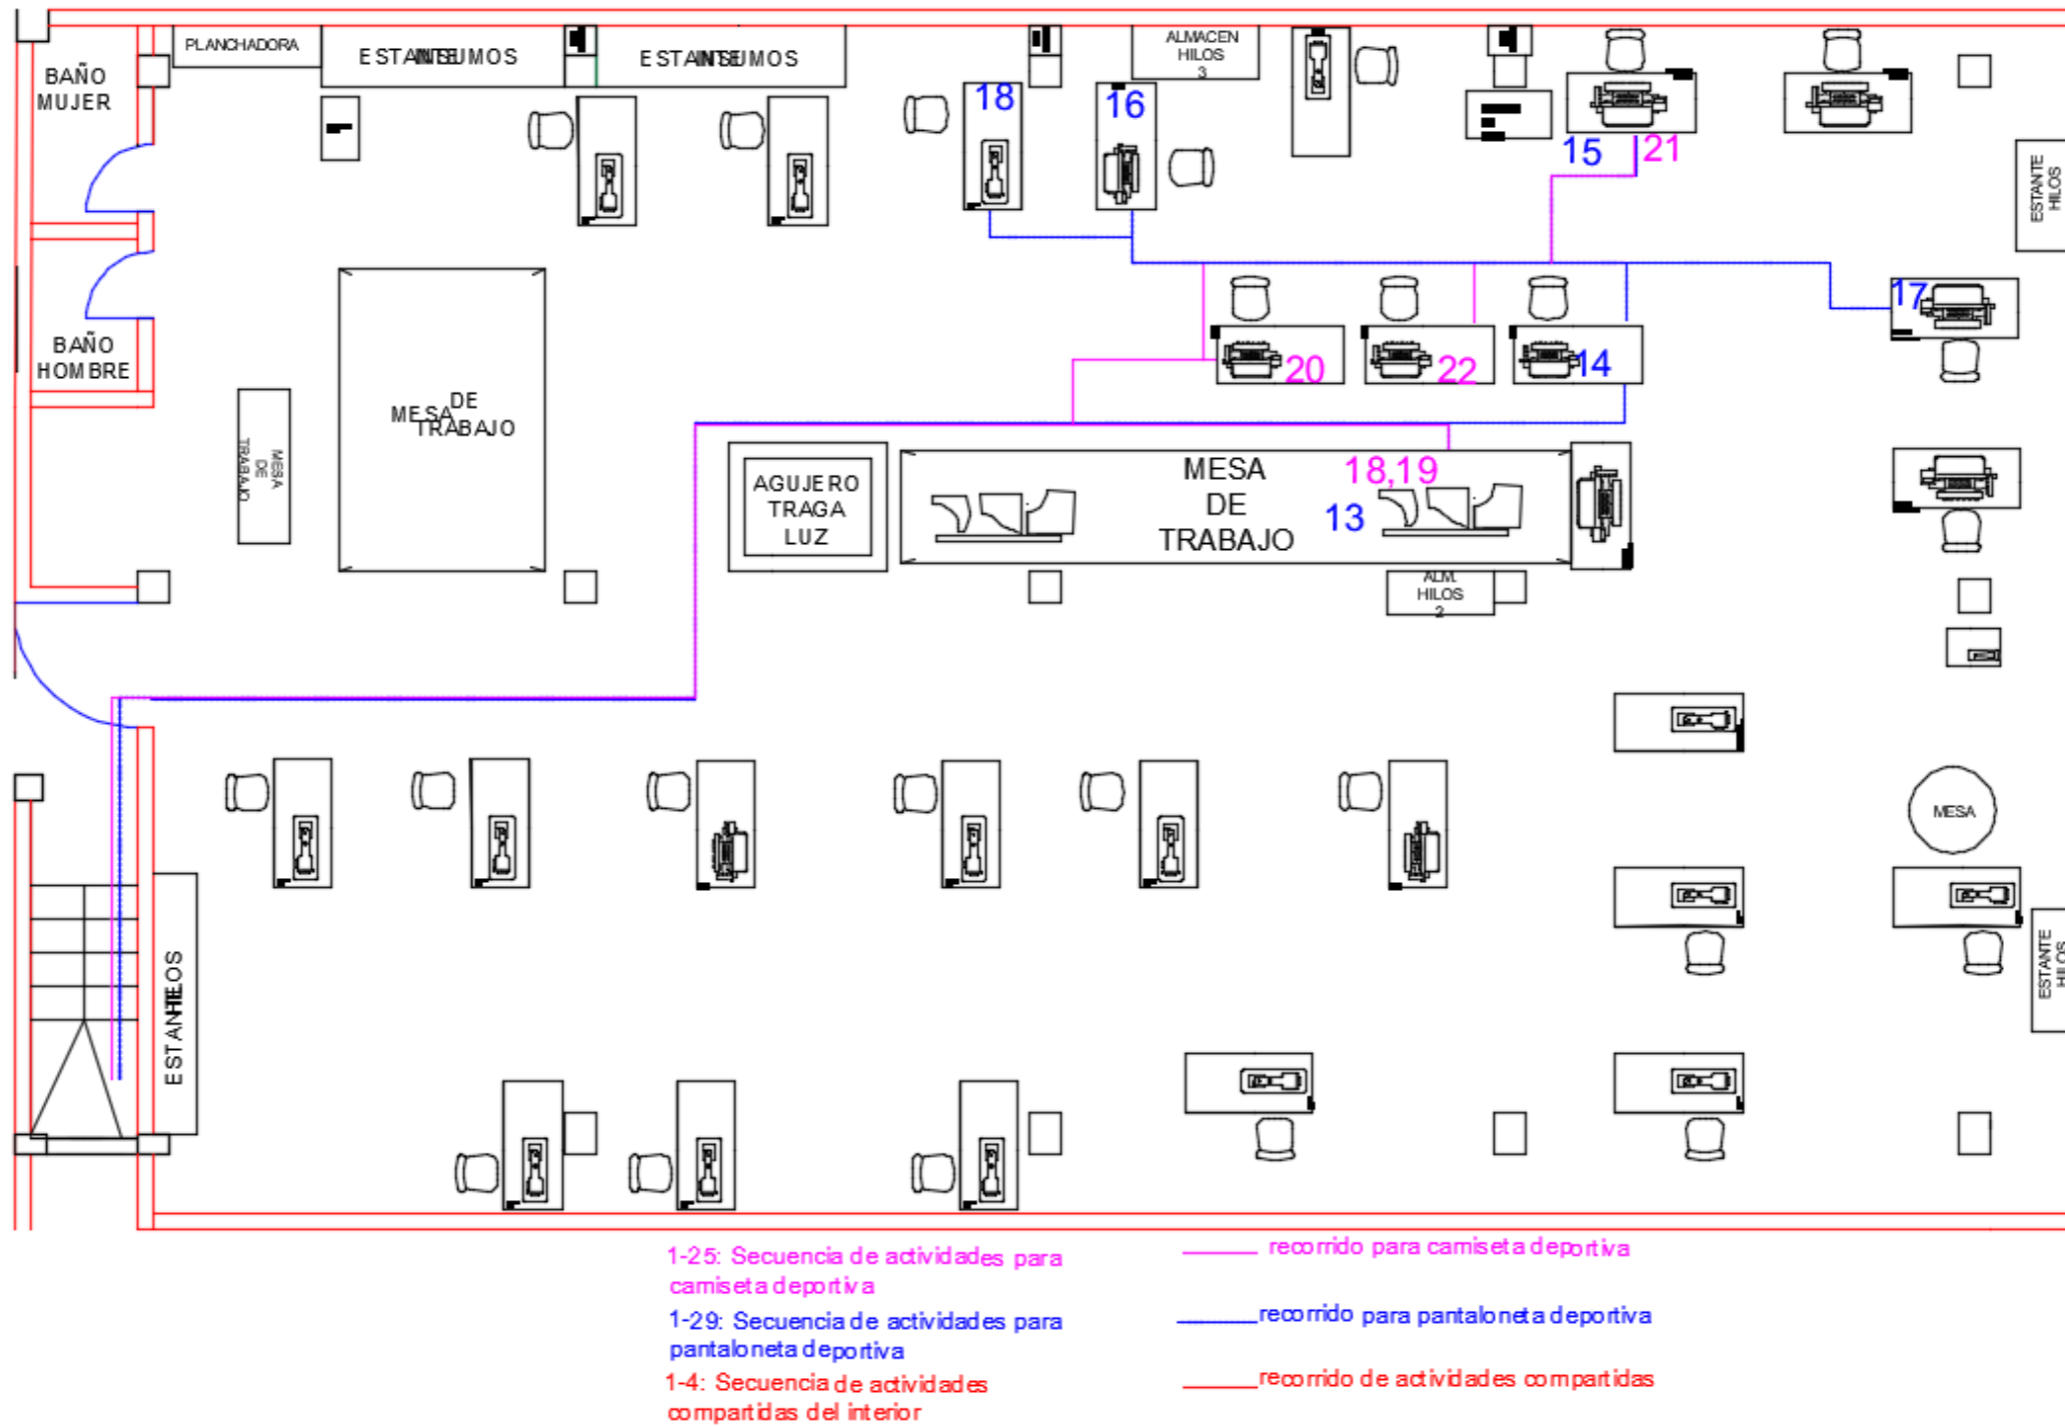 PLANCHADORA
ESTANTE
INSUMOS
ESTANTE
INSUMOS
ALMACEN
HILOS
3
BAÑO
MUJER
18
16
15
21
ESTANTE
HILOS
17
BAÑO
HOMBRE
20
22
14
MESA
DE
TRABAJO
MESA
DE
TRABAJO
AGUJERO
TRAGA
LUZ
MESA
DE
TRABAJO
18,19
13
ALM.
HILOS
2
MESA
ESTANTE
HILOS
ESTANTE
HILOS
1-25: Secuencia de actividades para
camiseta deportiva
recorrido para camiseta deportiva
1-29: Secuencia de actividades para
pantaloneta deportiva
recorrido para pantaloneta deportiva
1-4: Secuencia de actividades
compartidas del interior
recorrido de actividades compartidas